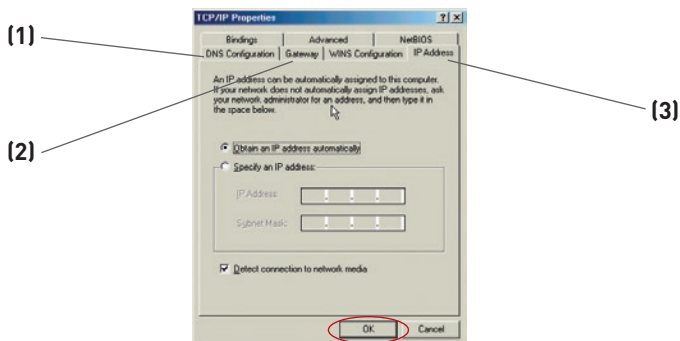 TCP/IP Properties
Bindings Advanced NetBIOS
(1)
DNS Configuration Gateway WINS Configuration IP Address
An IP address can be automatically assigned to this computer.
If your network does not automatically assign IP addresses, ask
your network administrator for an address, and then type it in
the space below.
(3)
(2)
Obtain an IP address automatically
Specify an IP address:
IP Address:
Subnet Mask:
Detect connection to network media
OK Cancel